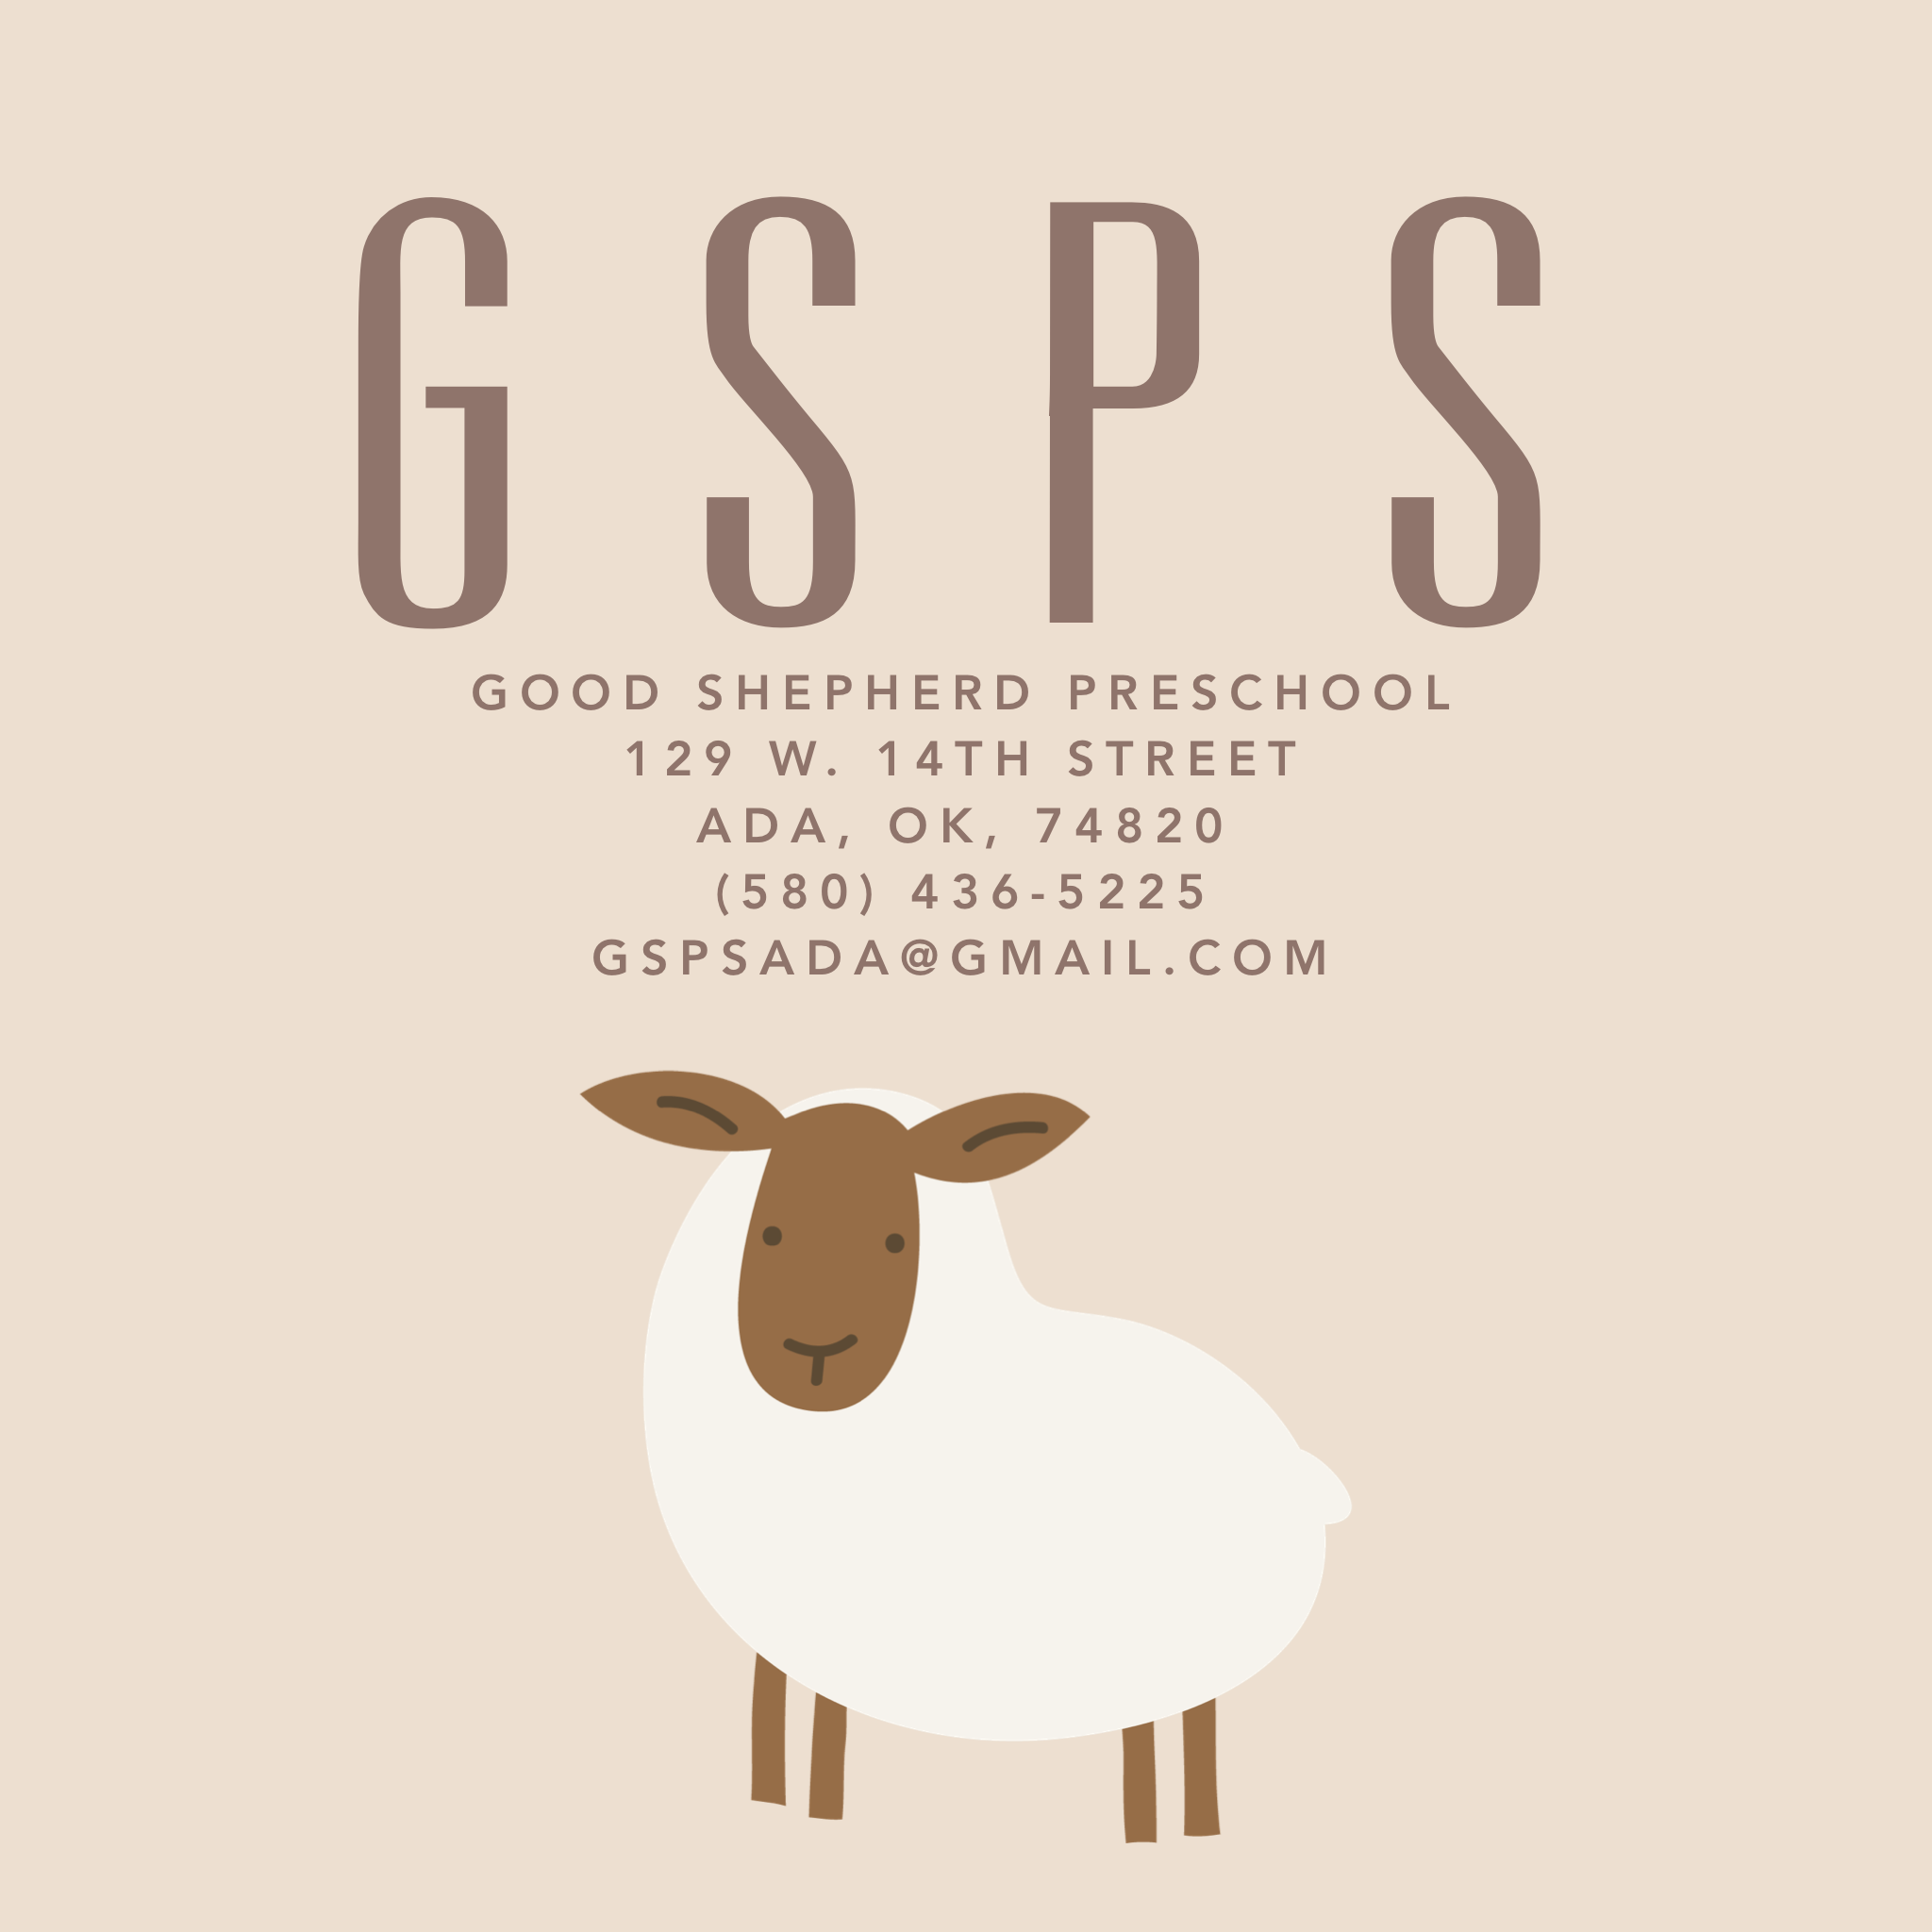 GSPS
GOOD SHEPHERD PRESCHOOL
129 W. 14TH STREET
ADA, OK, 74820
(580) 436-5225
GSPSADA@GMAIL.COM